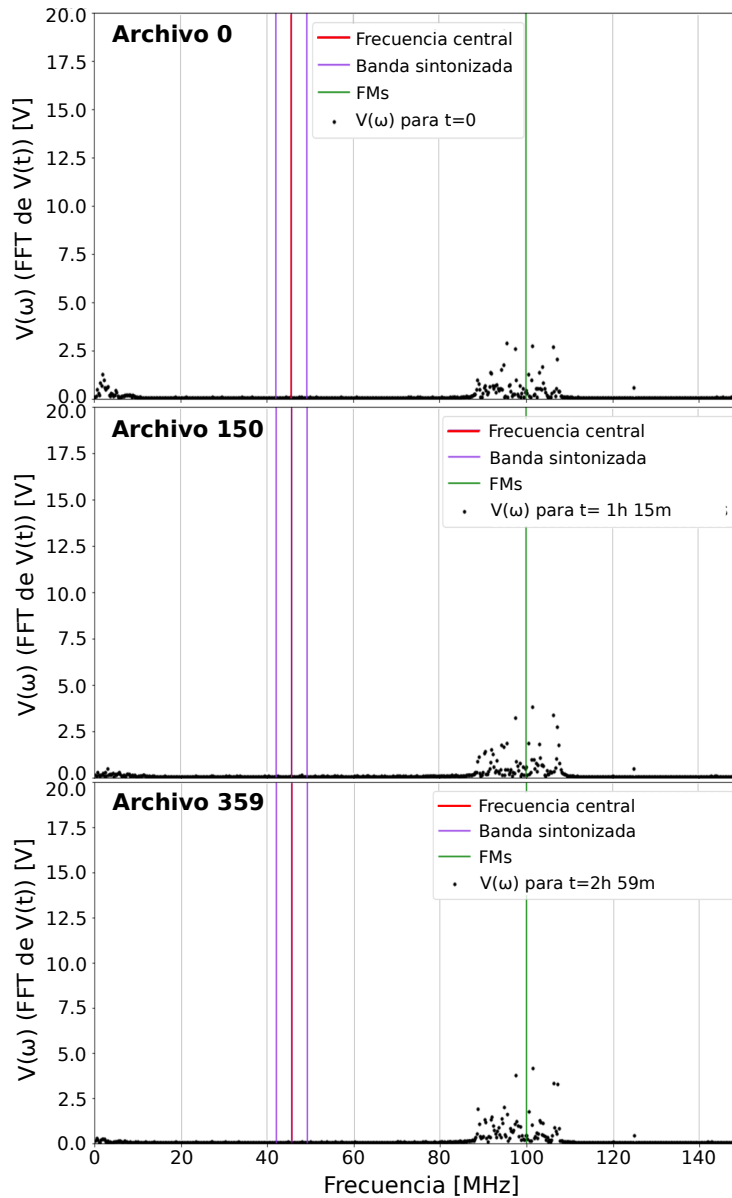 20.0
17.5
15.0
12.5
10.0
7.5
5.0
2.5
0.0
V(ω) (FFT de V(t)) [V]
Archivo 0
Frecuencia central
Banda sintonizada
FMs
V(ω) para t=0
20.0
17.5
15.0
12.5
10.0
7.5
5.0
2.5
0.0
V(ω) (FFT de V(t)) [V]
Archivo 150
Frecuencia central
Banda sintonizada
FMs
V(ω) para t= 1h 15m
20.0
17.5
15.0
12.5
10.0
7.5
5.0
2.5
0.0
V(ω) (FFT de V(t)) [V]
Archivo 359
Frecuencia central
Banda sintonizada
FMs
V(ω) para t=2h 59m
0 20 40 60 80 100 120 140
Frecuencia [MHz]